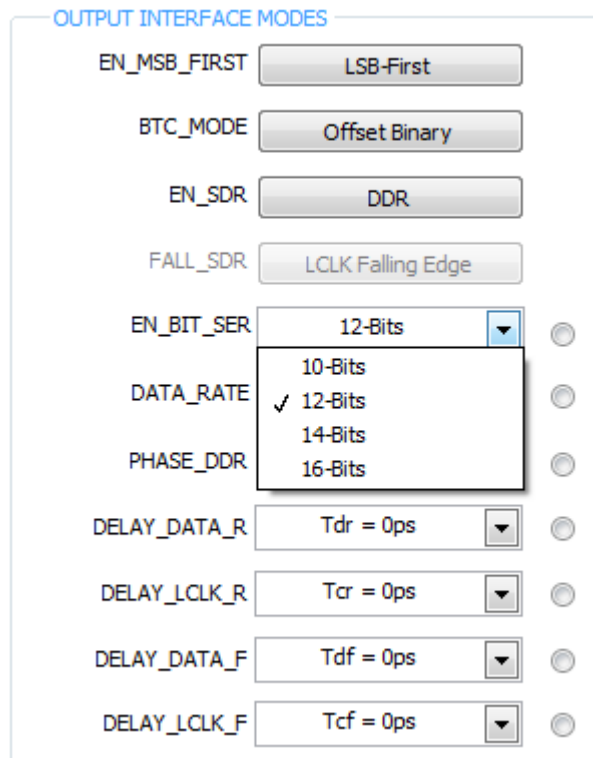 OUTPUT INTERFACE MODES
EN_MSB_FIRST LSB-First
BTC_MODE Offset Binary
EN_SDR DDR
FALL_SDR LCLK Falling Edge
EN_BIT_SER 12-Bits
10-Bits
DATA_RATE ✓ 12-Bits
14-Bits
PHASE_DDR 16-Bits
DELAY_DATA_R Tdr = 0ps
DELAY_LCLK_R Tcr = 0ps
DELAY_DATA_F Tdf = 0ps
DELAY_LCLK_F Tcf = 0ps